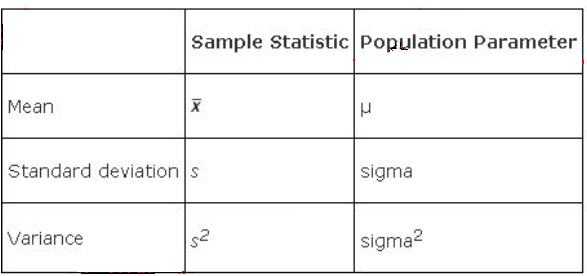 Sample Statistic Population Parameter
Mean x̄ μ
Standard deviation s sigma
Variance s² sigma²